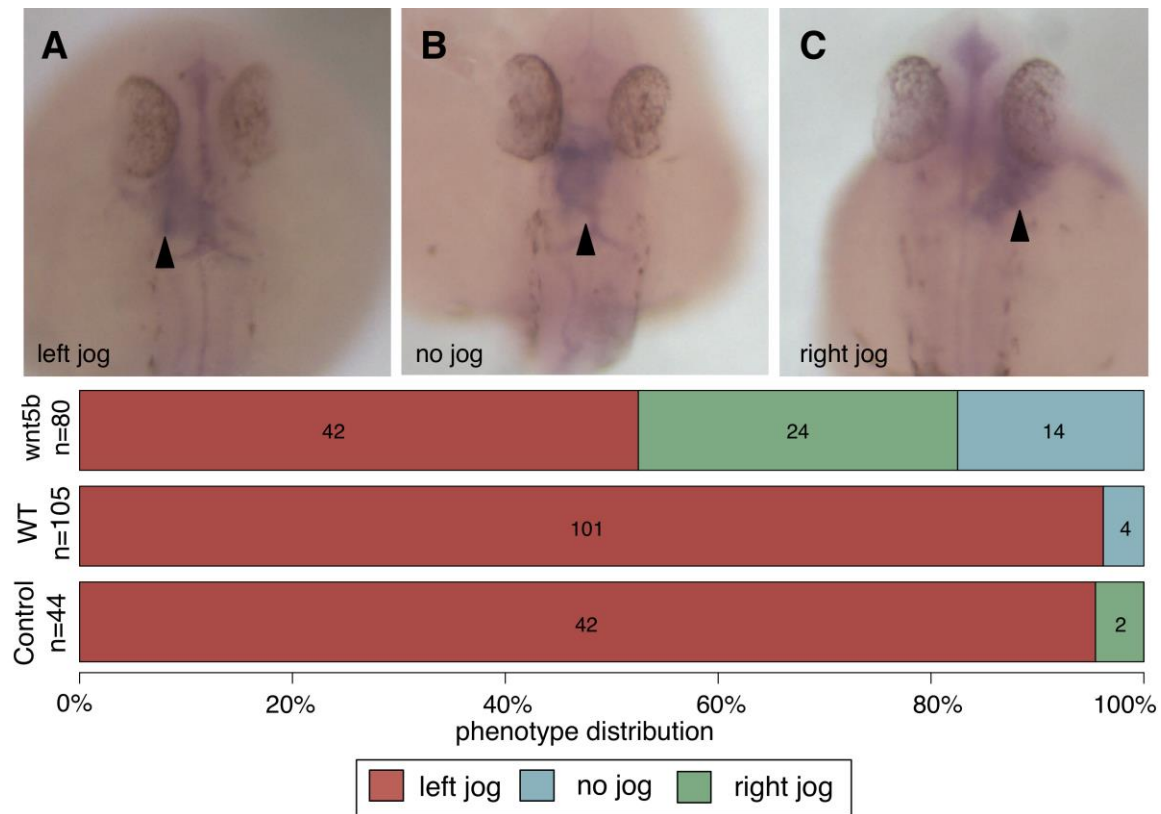 A
B
C
left jog
no jog
right jog
wnt5b
n=80
42
24
14
WT
n=105
101
4
Control
n=44
42
2
0%
20%
40%
60%
80%
100%
phenotype distribution
left jog
no jog
right jog